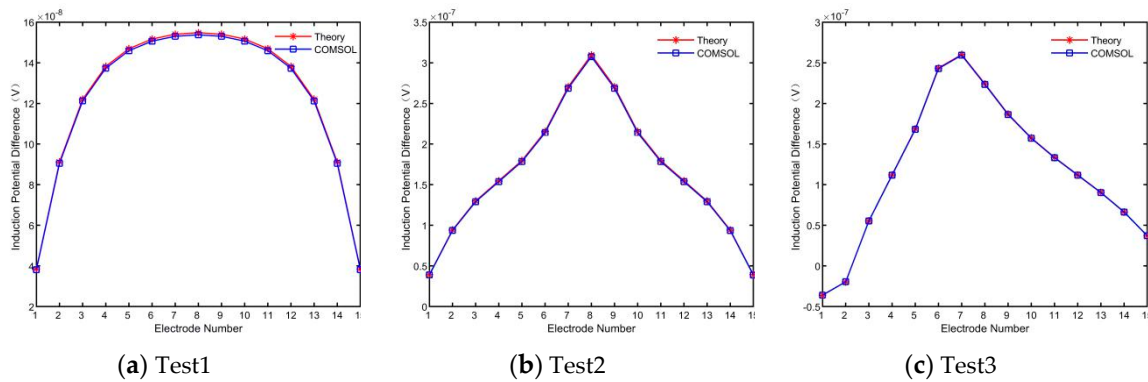 ×10⁻⁸
16
14
12
10
8
6
4
2
Induction Potential Difference（V）
Theory
COMSOL
1 2 3 4 5 6 7 8 9 10 11 12 13 14 15
Electrode Number
(a) Test1
×10⁻⁷
3.5
3
2.5
2
1.5
1
0.5
0
Induction Potential Difference（V）
Theory
COMSOL
1 2 3 4 5 6 7 8 9 10 11 12 13 14 15
Electrode Number
(b) Test2
×10⁻⁷
3
2.5
2
1.5
1
0.5
0
-0.5
Induction Potential Difference（V）
Theory
COMSOL
1 2 3 4 5 6 7 8 9 10 11 12 13 14 15
Electrode Number
(c) Test3